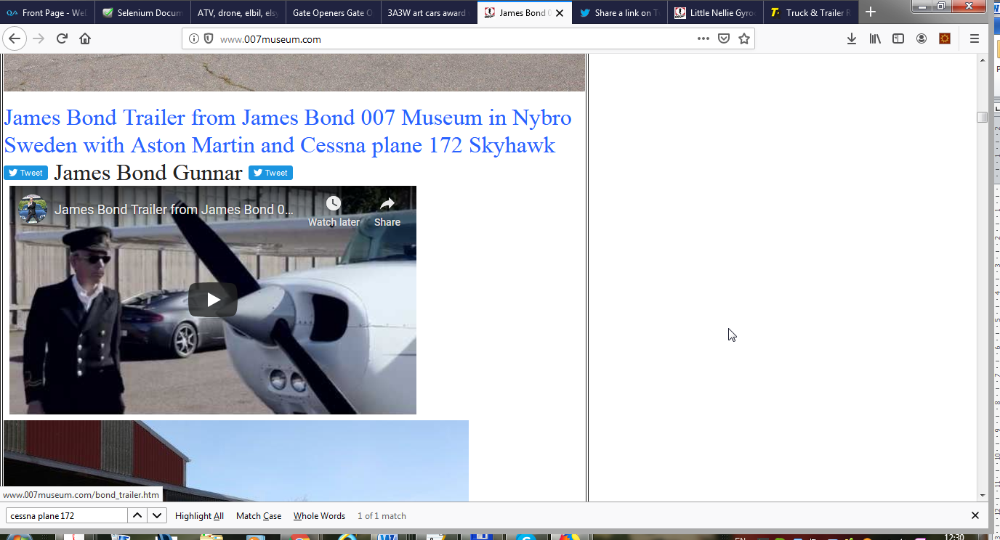 Front Page - We
Selenium Docum
ATV, drone, elbil, els
Gate Openers Gate O
3A3W art cars award
James Bond 0
Share a link on T
Little Nellie Gyro
Truck & Trailer R
www.007museum.com
James Bond Trailer from James Bond 007 Museum in Nybro
Sweden with Aston Martin and Cessna plane 172 Skyhawk
Tweet James Bond Gunnar Tweet
James Bond Trailer from James Bond 0...
Watch later Share
www.007museum.com/bond_trailer.htm
cessna plane 172 Highlight All Match Case Whole Words 1 of 1 match
EN 12:30